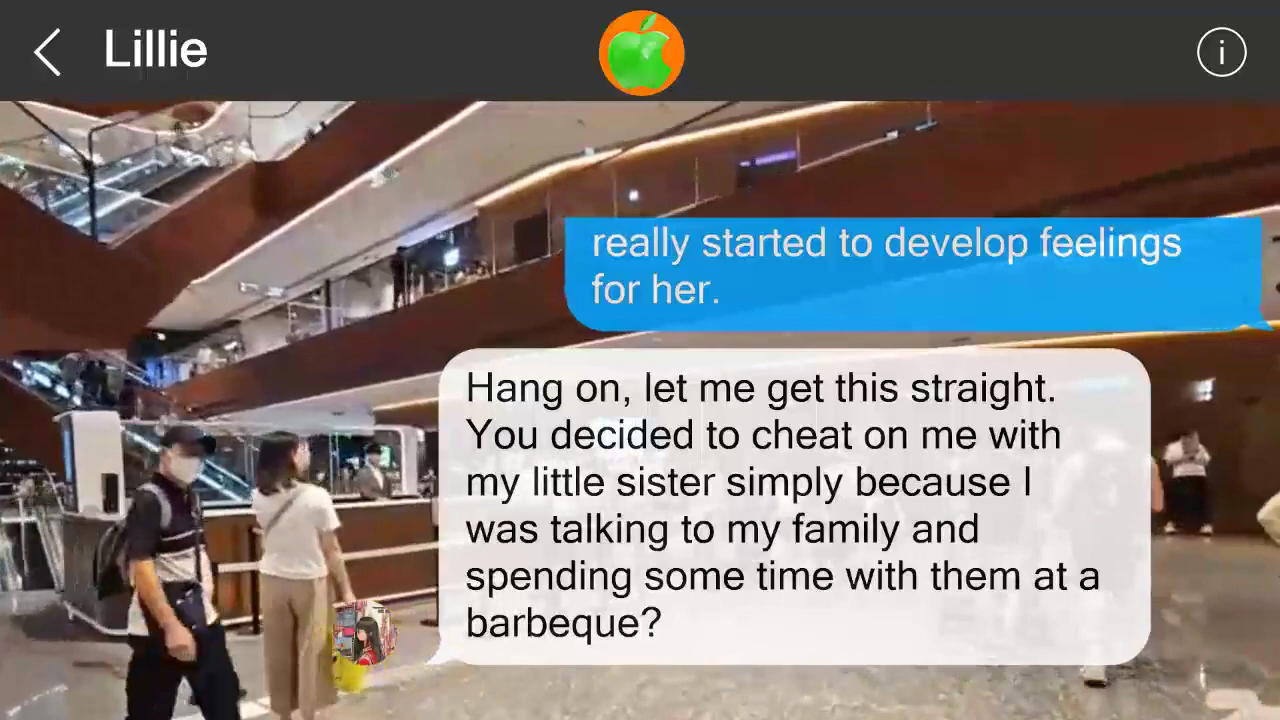 Lillie
i
really started to develop feelings
for her.
Hang on, let me get this straight.
You decided to cheat on me with
my little sister simply because I
was talking to my family and
spending some time with them at a
barbeque?